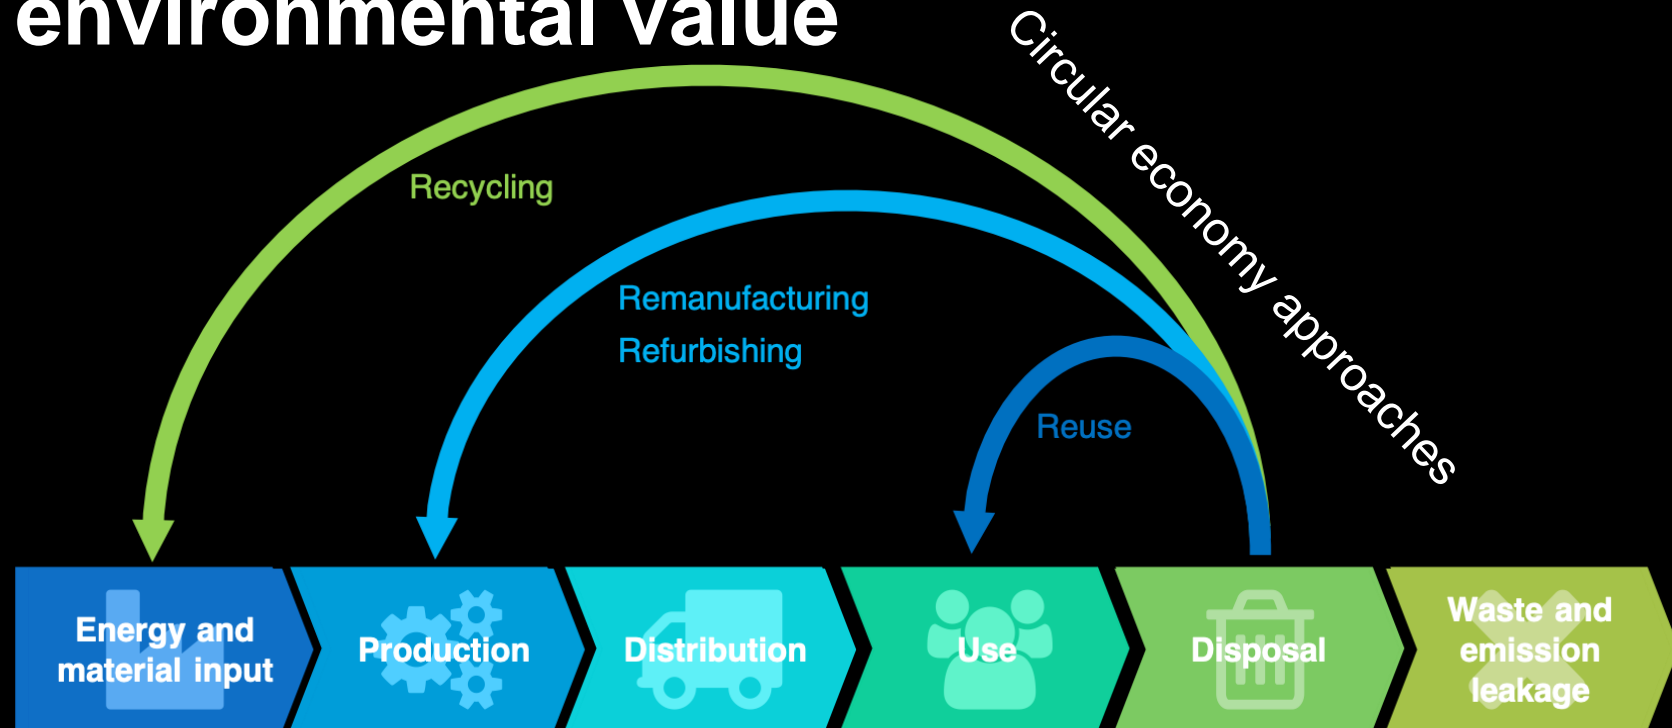 environmental value
Circular economy approaches
Recycling
Remanufacturing
Refurbishing
Reuse
Energy and
material input
Production
Distribution
Use
Disposal
Waste and
emission
leakage